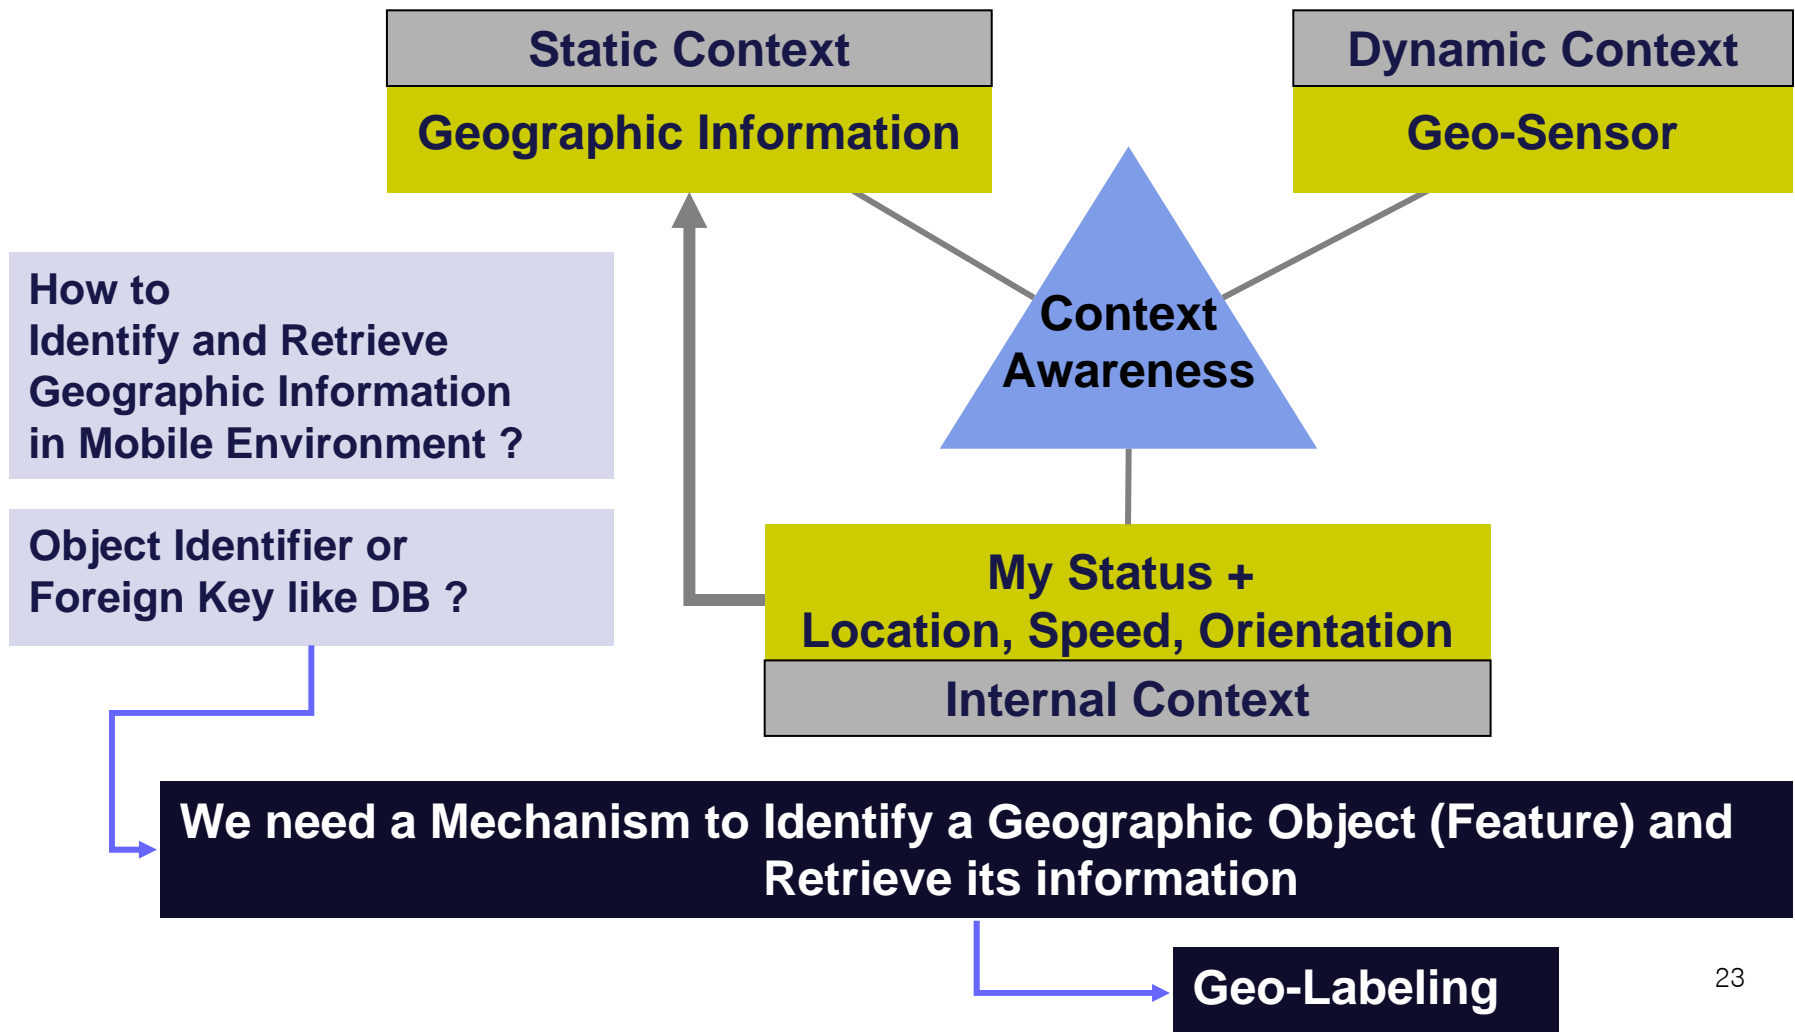 Static Context
Geographic Information
Dynamic Context
Geo-Sensor
Context
Awareness
How to
Identify and Retrieve
Geographic Information
in Mobile Environment ?
Object Identifier or
Foreign Key like DB ?
My Status +
Location, Speed, Orientation
Internal Context
We need a Mechanism to Identify a Geographic Object (Feature) and
Retrieve its information
Geo-Labeling
23